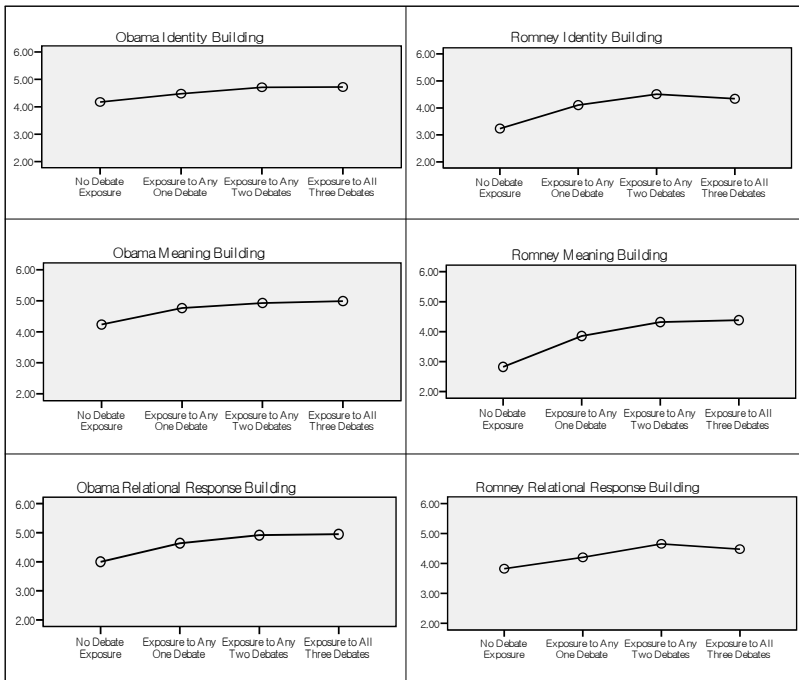 Obama Identity Building
6.00
5.00
4.00
3.00
2.00
No Debate
Exposure
Exposure to Any
One Debate
Exposure to Any
Two Debates
Exposure to All
Three Debates
Romney Identity Building
6.00
5.00
4.00
3.00
2.00
No Debate
Exposure
Exposure to Any
One Debate
Exposure to Any
Two Debates
Exposure to All
Three Debates
Obama Meaning Building
6.00
5.00
4.00
3.00
2.00
No Debate
Exposure
Exposure to Any
One Debate
Exposure to Any
Two Debates
Exposure to All
Three Debates
Romney Meaning Building
6.00
5.00
4.00
3.00
2.00
No Debate
Exposure
Exposure to Any
One Debate
Exposure to Any
Two Debates
Exposure to All
Three Debates
Obama Relational Response Building
6.00
5.00
4.00
3.00
2.00
No Debate
Exposure
Exposure to Any
One Debate
Exposure to Any
Two Debates
Exposure to All
Three Debates
Romney Relational Response Building
6.00
5.00
4.00
3.00
2.00
No Debate
Exposure
Exposure to Any
One Debate
Exposure to Any
Two Debates
Exposure to All
Three Debates